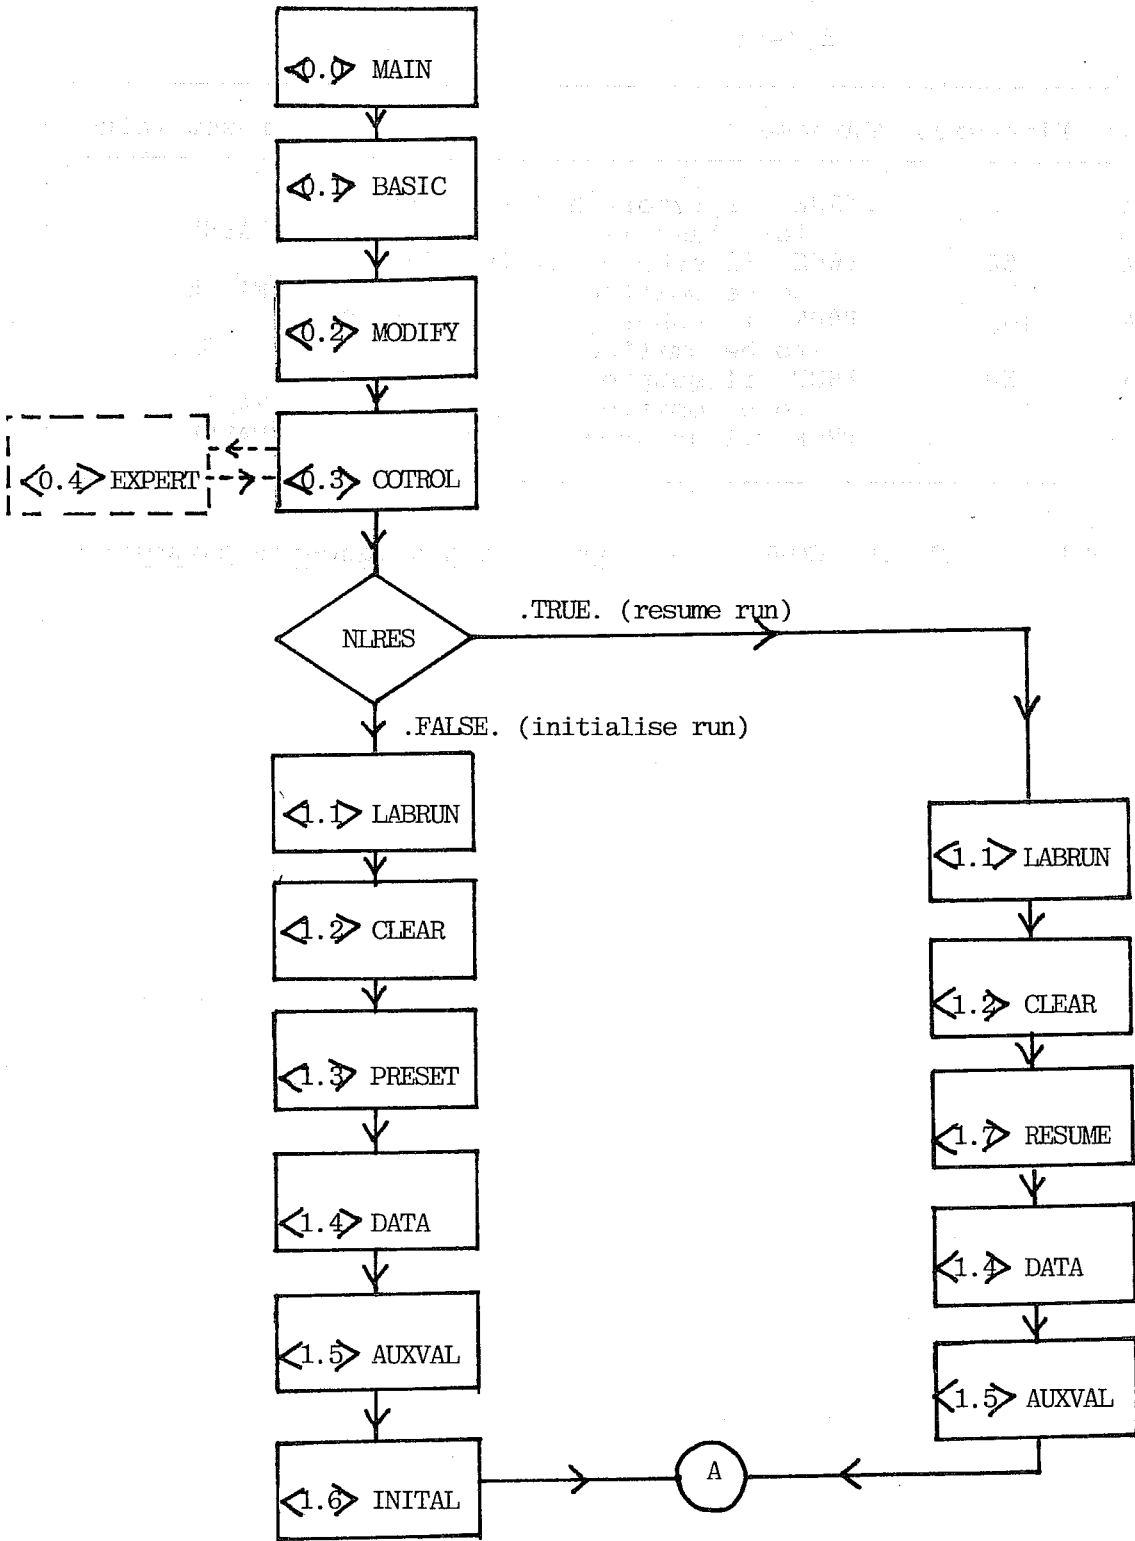 <0.0> MAIN
<0.1> BASIC
<0.2> MODIFY
<0.4> EXPERT
<0.3> COTROL
NLRES
.TRUE. (resume run)
.FALSE. (initialise run)
<1.1> LABRUN
<1.2> CLEAR
<1.3> PRESET
<1.4> DATA
<1.5> AUXVAL
<1.6> INITAL
<1.1> LABRUN
<1.2> CLEAR
<1.7> RESUME
<1.4> DATA
<1.5> AUXVAL
A